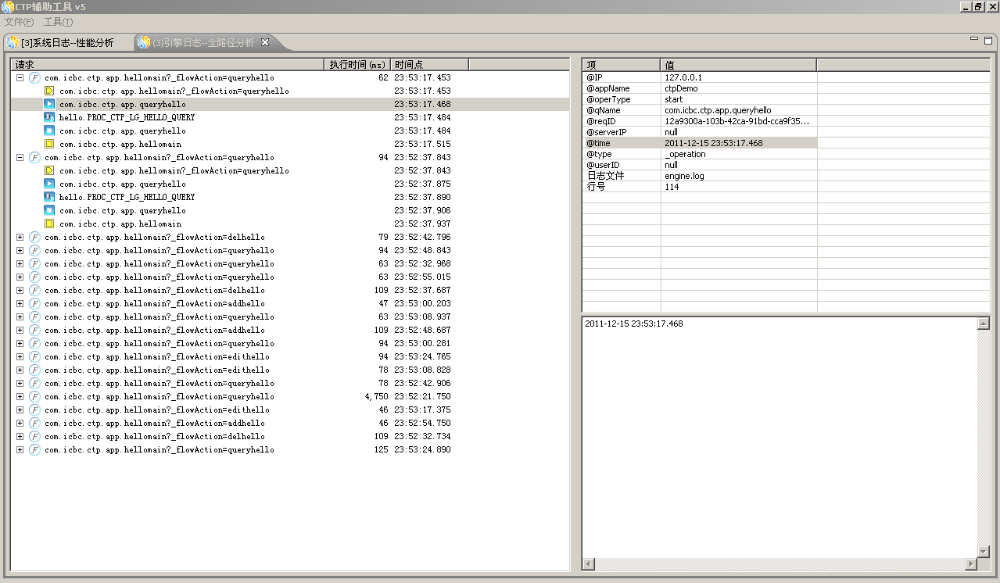 CTP辅助工具 v5
文件(F) 工具(I)
[3]系统日志--性能分析 (3)引擎日志--全路径分析
请求 执行时间(ms) 时间点
com.icbc.ctp.app.hellomain?_flowAction=queryhello 62 23:53:17.453
com.icbc.ctp.app.hellomain?_flowAction=queryhello 23:53:17.453
com.icbc.ctp.app.queryhello 23:53:17.468
hello.PROC_CTP_LG_HELLO_QUERY 23:53:17.484
com.icbc.ctp.app.queryhello 23:53:17.484
com.icbc.ctp.app.hellomain 23:53:17.515
com.icbc.ctp.app.hellomain?_flowAction=queryhello 94 23:52:37.843
com.icbc.ctp.app.hellomain?_flowAction=queryhello 23:52:37.843
com.icbc.ctp.app.queryhello 23:52:37.875
hello.PROC_CTP_LG_HELLO_QUERY 23:52:37.890
com.icbc.ctp.app.queryhello 23:52:37.906
com.icbc.ctp.app.hellomain 23:52:37.937
com.icbc.ctp.app.hellomain?_flowAction=delhello 79 23:52:42.796
com.icbc.ctp.app.hellomain?_flowAction=queryhello 94 23:52:48.843
com.icbc.ctp.app.hellomain?_flowAction=queryhello 63 23:52:32.968
com.icbc.ctp.app.hellomain?_flowAction=queryhello 63 23:52:55.015
com.icbc.ctp.app.hellomain?_flowAction=delhello 109 23:52:37.687
com.icbc.ctp.app.hellomain?_flowAction=addhello 47 23:53:00.203
com.icbc.ctp.app.hellomain?_flowAction=queryhello 63 23:53:08.937
com.icbc.ctp.app.hellomain?_flowAction=addhello 109 23:52:48.687
com.icbc.ctp.app.hellomain?_flowAction=queryhello 94 23:53:00.281
com.icbc.ctp.app.hellomain?_flowAction=edithello 94 23:53:24.765
com.icbc.ctp.app.hellomain?_flowAction=edithello 78 23:53:08.828
com.icbc.ctp.app.hellomain?_flowAction=queryhello 78 23:52:42.906
com.icbc.ctp.app.hellomain?_flowAction=queryhello 4,750 23:52:21.750
com.icbc.ctp.app.hellomain?_flowAction=edithello 46 23:53:17.375
com.icbc.ctp.app.hellomain?_flowAction=addhello 46 23:52:54.750
com.icbc.ctp.app.hellomain?_flowAction=delhello 109 23:52:32.734
com.icbc.ctp.app.hellomain?_flowAction=queryhello 125 23:53:24.890
项 值
@IP 127.0.0.1
@appName ctpDemo
@operType start
@qName com.icbc.ctp.app.queryhello
@reqID 12a9300a-103b-42ca-91bd-cca9f35...
@serverIP null
@time 2011-12-15 23:53:17.468
@type _operation
@userID null
日志文件 engine.log
行号 114
2011-12-15 23:53:17.468